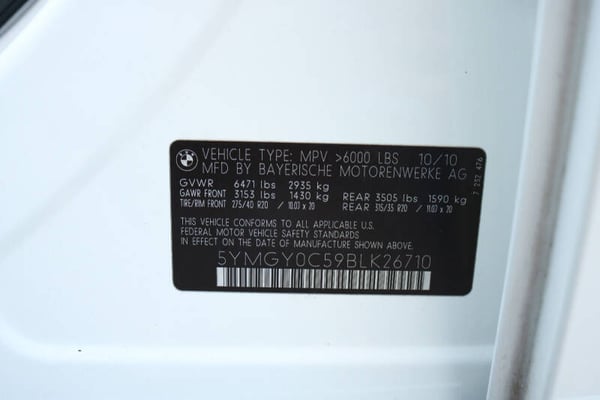 VEHICLE TYPE: MPV >6000 LBS 10/10
MFD BY BAYERISCHE MOTORENWERKE AG
GVWR 6471 lbs 2935 kg
GAWR FRONT 3153 lbs 1430 kg REAR 3505 lbs 1590 kg
TIRE/RIM FRONT 275/40 R20 / 10.0J x 20 REAR 315/35 R20 / 11.0J x 20
THIS VEHICLE CONFORMS TO ALL APPLICABLE
FEDERAL MOTOR VEHICLE SAFETY STANDARDS
IN EFFECT ON THE DATE OF MANUFACTURE SHOWN ABOVE.
5YMGY0C59BLK26710
7 232 476